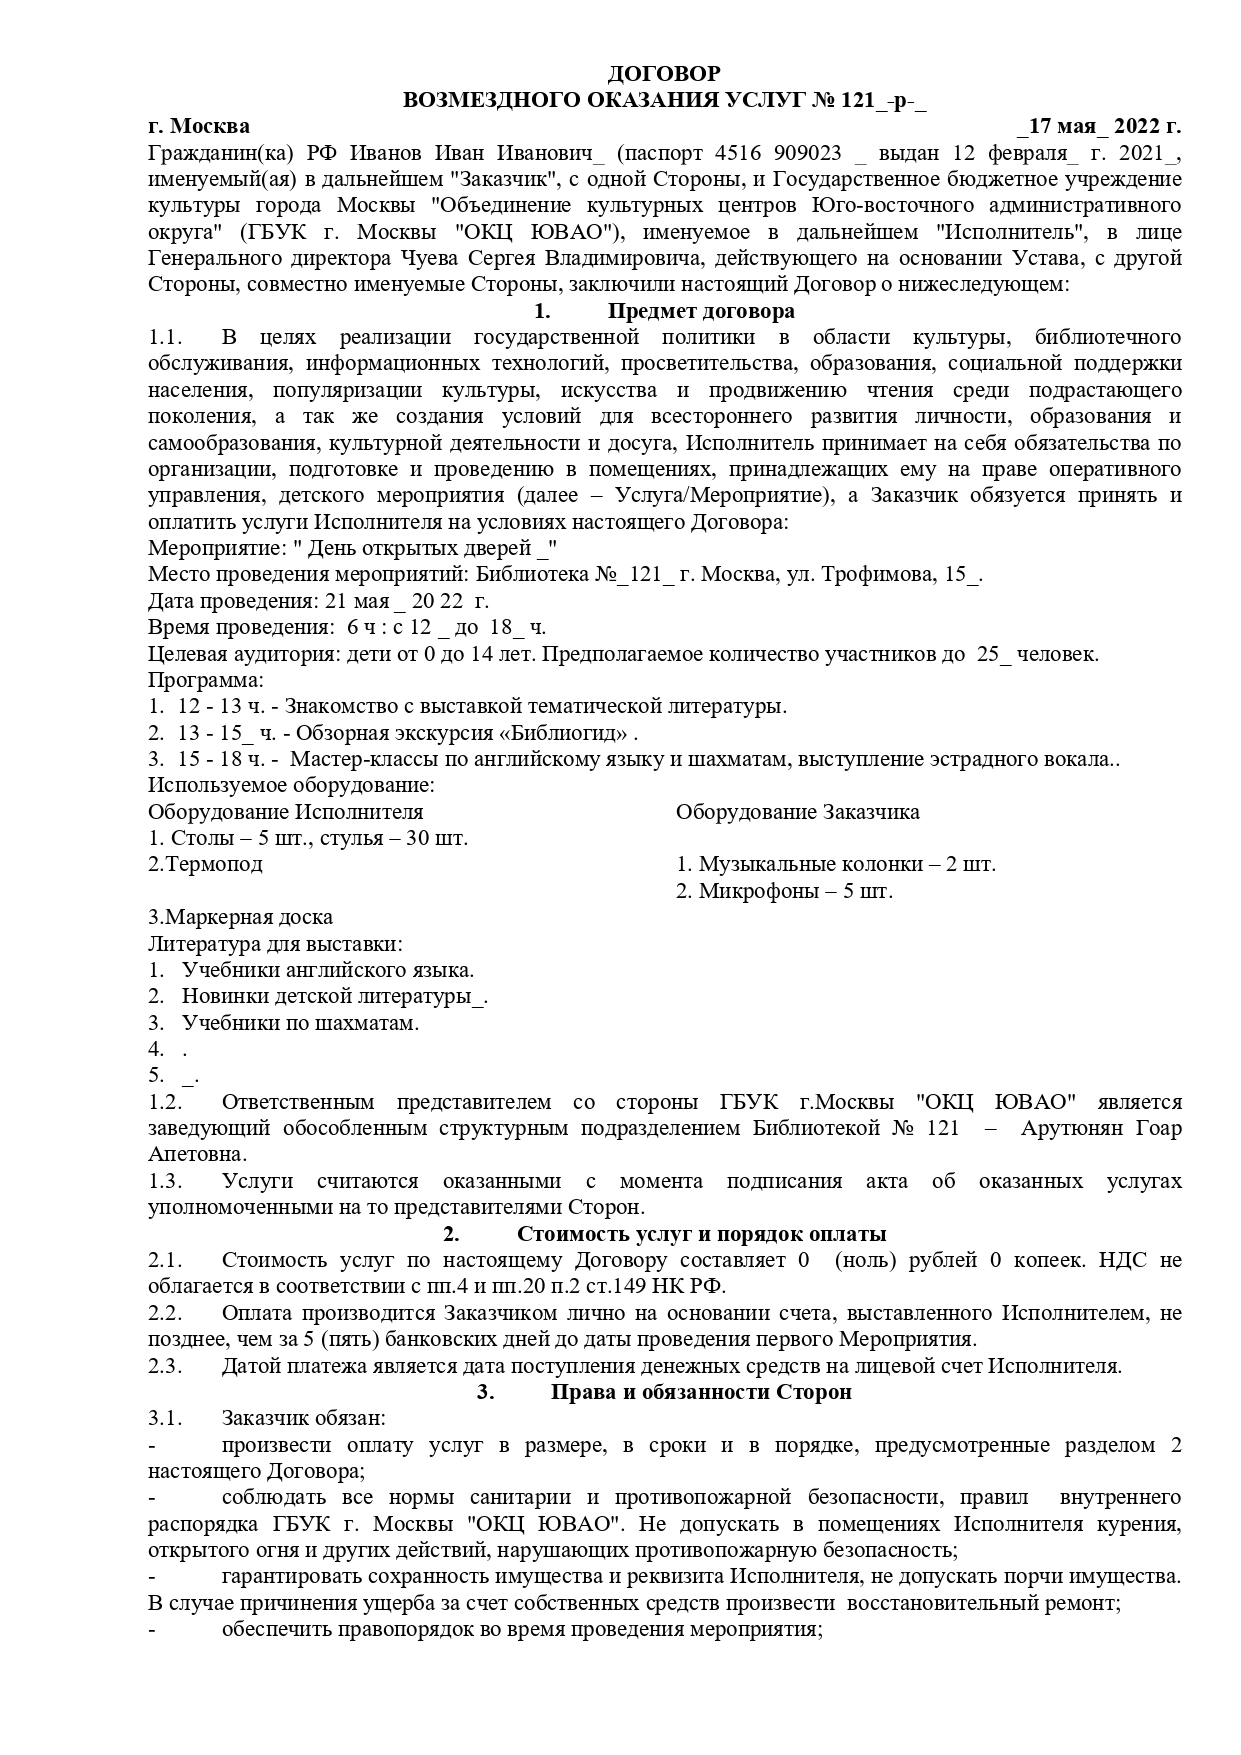 ДОГОВОР
ВОЗМЕЗДНОГО ОКАЗАНИЯ УСЛУГ № 121_-р-_
г. Москва _17 мая_ 2022 г.
Гражданин(ка) РФ Иванов Иван Иванович_ (паспорт 4516 909023 _ выдан 12 февраля_ г. 2021_,
именуемый(ая) в дальнейшем "Заказчик", с одной Стороны, и Государственное бюджетное учреждение
культуры города Москвы "Объединение культурных центров Юго-восточного административного
округа" (ГБУК г. Москвы "ОКЦ ЮВАО"), именуемое в дальнейшем "Исполнитель", в лице
Генерального директора Чуева Сергея Владимировича, действующего на основании Устава, с другой
Стороны, совместно именуемые Стороны, заключили настоящий Договор о нижеследующем:
1. Предмет договора
1.1. В целях реализации государственной политики в области культуры, библиотечного
обслуживания, информационных технологий, просветительства, образования, социальной поддержки
населения, популяризации культуры, искусства и продвижению чтения среди подрастающего
поколения, а так же создания условий для всестороннего развития личности, образования и
самообразования, культурной деятельности и досуга, Исполнитель принимает на себя обязательства по
организации, подготовке и проведению в помещениях, принадлежащих ему на праве оперативного
управления, детского мероприятия (далее – Услуга/Мероприятие), а Заказчик обязуется принять и
оплатить услуги Исполнителя на условиях настоящего Договора:
Мероприятие: " День открытых дверей _"
Место проведения мероприятий: Библиотека №_121_ г. Москва, ул. Трофимова, 15_.
Дата проведения: 21 мая _ 20 22 г.
Время проведения: 6 ч : с 12 _ до 18_ ч.
Целевая аудитория: дети от 0 до 14 лет. Предполагаемое количество участников до 25_ человек.
Программа:
1. 12 - 13 ч. - Знакомство с выставкой тематической литературы.
2. 13 - 15_ ч. - Обзорная экскурсия «Библиогид» .
3. 15 - 18 ч. - Мастер-классы по английскому языку и шахматам, выступление эстрадного вокала..
Используемое оборудование:
Оборудование Исполнителя Оборудование Заказчика
1. Столы – 5 шт., стулья – 30 шт.
2.Термопод 1. Музыкальные колонки – 2 шт.
2. Микрофоны – 5 шт.
3.Маркерная доска
Литература для выставки:
1. Учебники английского языка.
2. Новинки детской литературы_.
3. Учебники по шахматам.
4. .
5. _.
1.2. Ответственным представителем со стороны ГБУК г.Москвы "ОКЦ ЮВАО" является
заведующий обособленным структурным подразделением Библиотекой № 121 – Арутюнян Гоар
Апетовна.
1.3. Услуги считаются оказанными с момента подписания акта об оказанных услугах
уполномоченными на то представителями Сторон.
2. Стоимость услуг и порядок оплаты
2.1. Стоимость услуг по настоящему Договору составляет 0 (ноль) рублей 0 копеек. НДС не
облагается в соответствии с пп.4 и пп.20 п.2 ст.149 НК РФ.
2.2. Оплата производится Заказчиком лично на основании счета, выставленного Исполнителем, не
позднее, чем за 5 (пять) банковских дней до даты проведения первого Мероприятия.
2.3. Датой платежа является дата поступления денежных средств на лицевой счет Исполнителя.
3. Права и обязанности Сторон
3.1. Заказчик обязан:
- произвести оплату услуг в размере, в сроки и в порядке, предусмотренные разделом 2
настоящего Договора;
- соблюдать все нормы санитарии и противопожарной безопасности, правил внутреннего
распорядка ГБУК г. Москвы "ОКЦ ЮВАО". Не допускать в помещениях Исполнителя курения,
открытого огня и других действий, нарушающих противопожарную безопасность;
- гарантировать сохранность имущества и реквизита Исполнителя, не допускать порчи имущества.
В случае причинения ущерба за счет собственных средств произвести восстановительный ремонт;
- обеспечить правопорядок во время проведения мероприятия;